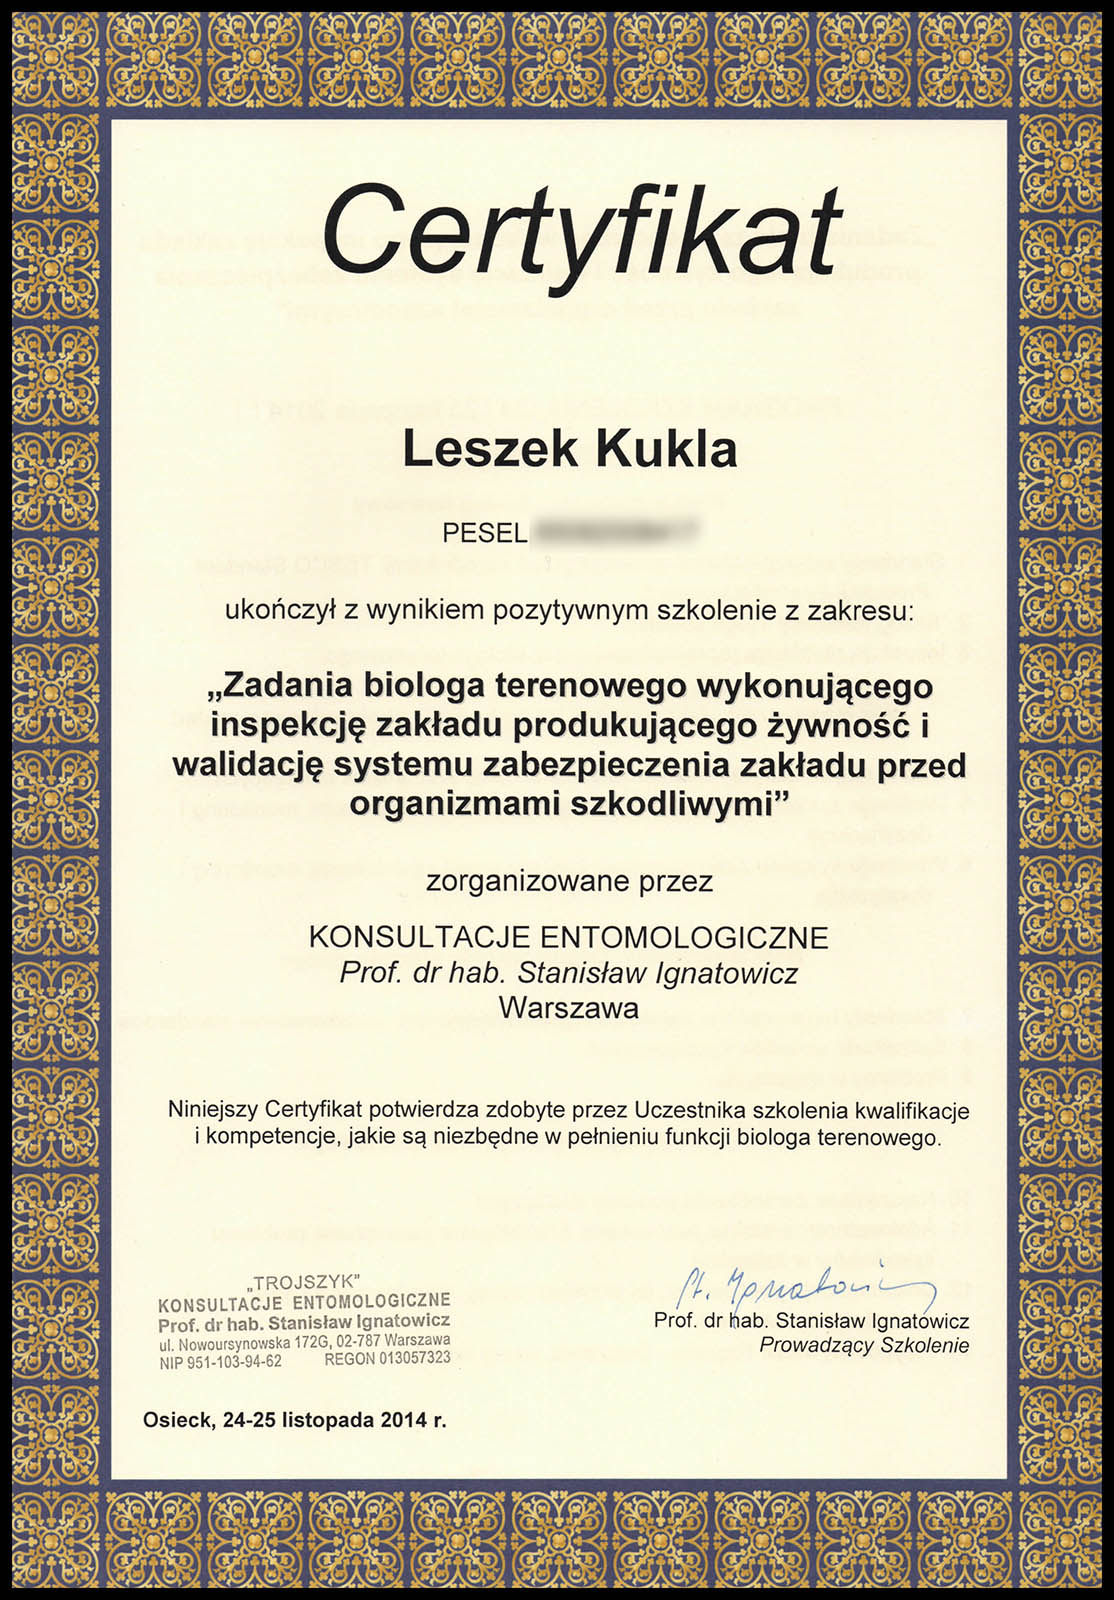 Certyfikat
Leszek Kukla
PESEL
ukończył z wynikiem pozytywnym szkolenie z zakresu:
„Zadania biologa terenowego wykonującego
inspekcję zakładu produkującego żywność i
walidację systemu zabezpieczenia zakładu przed
organizmami szkodliwymi”
zorganizowane przez
KONSULTACJE ENTOMOLOGICZNE
Prof. dr hab. Stanisław Ignatowicz
Warszawa
Niniejszy Certyfikat potwierdza zdobyte przez Uczestnika szkolenia kwalifikacje
i kompetencje, jakie są niezbędne w pełnieniu funkcji biologa terenowego.
„TROJSZYK”
KONSULTACJE ENTOMOLOGICZNE
Prof. dr hab. Stanisław Ignatowicz
ul. Nowoursynowska 172G, 02-787 Warszawa
NIP 951-103-94-62 REGON 013057323
St. Ignatowicz
Prof. dr hab. Stanisław Ignatowicz
Prowadzący Szkolenie
Osieck, 24-25 listopada 2014 r.